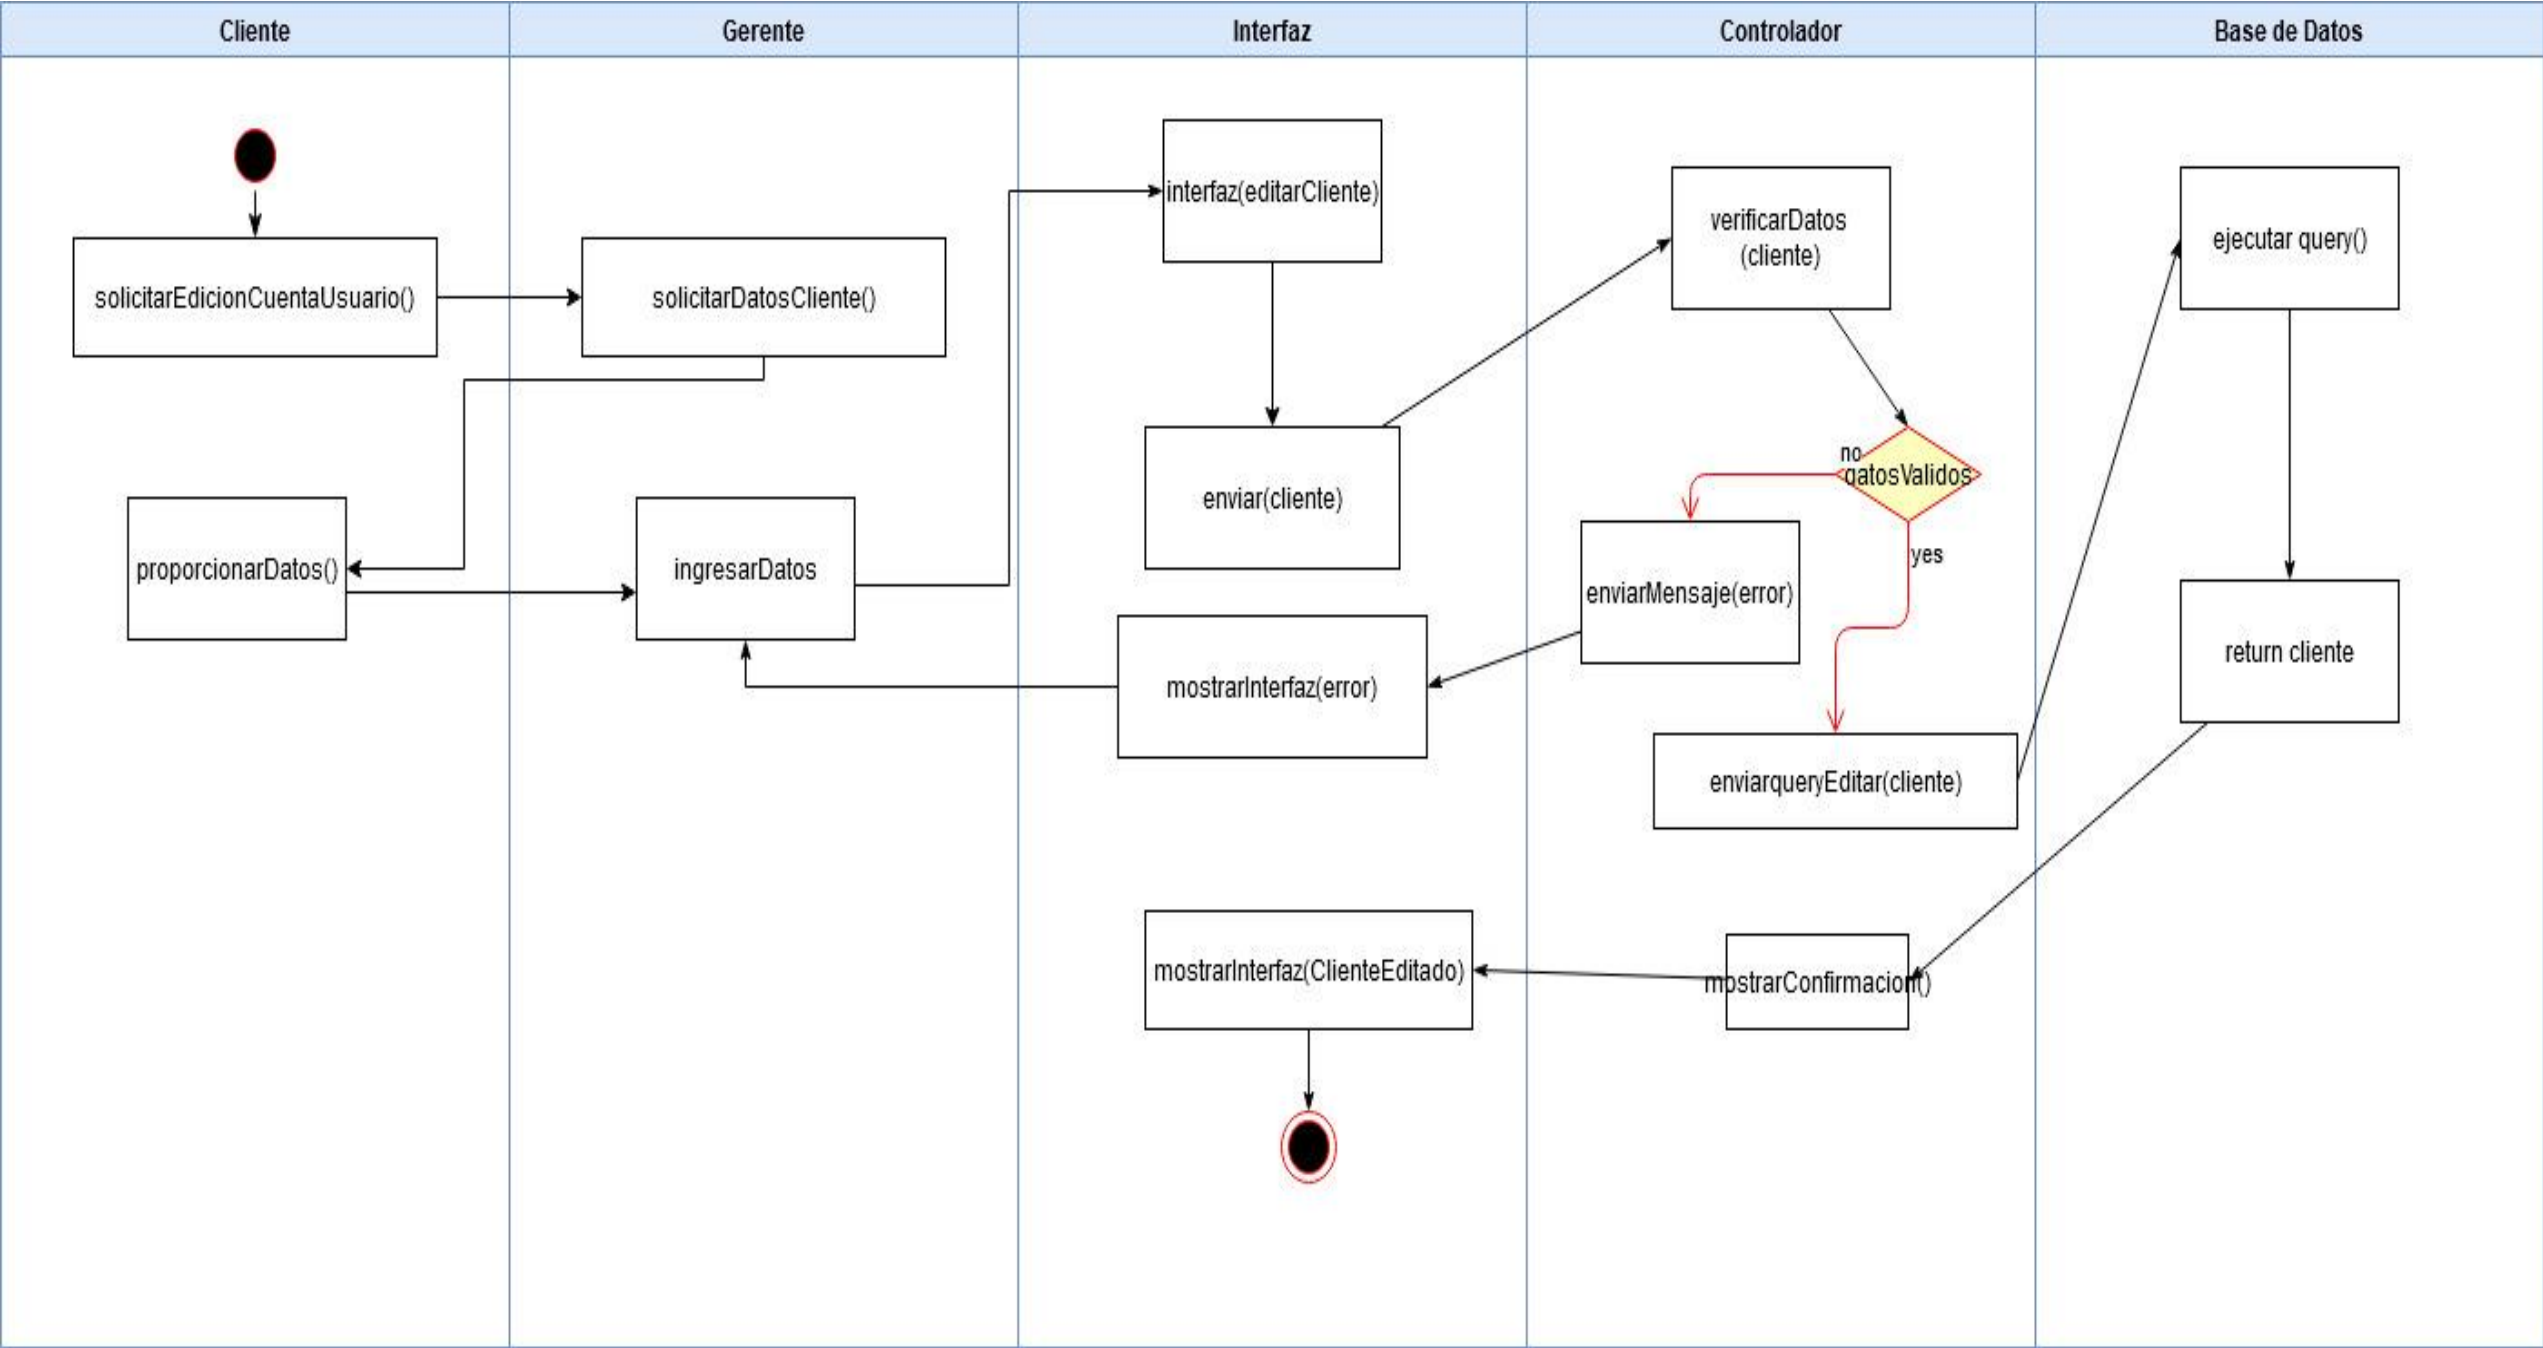 Cliente
Gerente
Interfaz
Controlador
Base de Datos
solicitarEdicionCuentaUsuario()
solicitarDatosCliente()
proporcionarDatos()
ingresarDatos
interfaz(editarCliente)
enviar(cliente)
verificarDatos
(cliente)
no
datosValidos
yes
enviarMensaje(error)
mostrarInterfaz(error)
enviarqueryEditar(cliente)
ejecutar query()
return cliente
mostrarConfirmacion()
mostrarInterfaz(ClienteEditado)